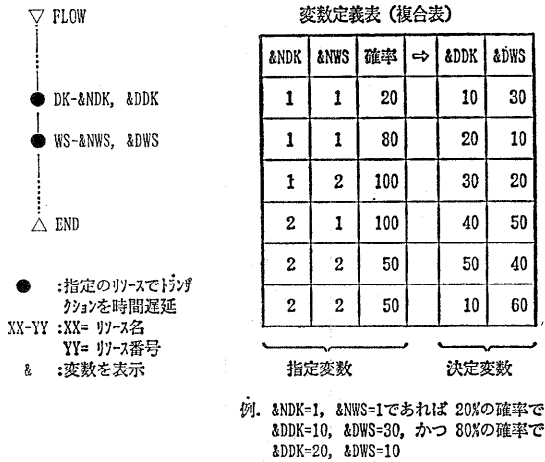 ▽ FLOW
● DK-&NDK, &DDK
● WS-&NWS, &DWS
△ END
● :指定のリソースでトランザ
クションを時間遅延
XX-YY :XX= リソース名
YY= リソース番号
& :変数を表示
変数定義表 (複合表)
&NDK &NWS 確率 ⇨ &DDK &DWS
1 1 20 10 30
1 1 80 20 10
1 2 100 30 20
2 1 100 40 50
2 2 50 50 40
2 2 50 10 60
指定変数 決定変数
例. &NDK=1, &NWS=1であれば 20%の確率で
&DDK=10, &DWS=30, かつ 80%の確率で
&DDK=20, &DWS=10